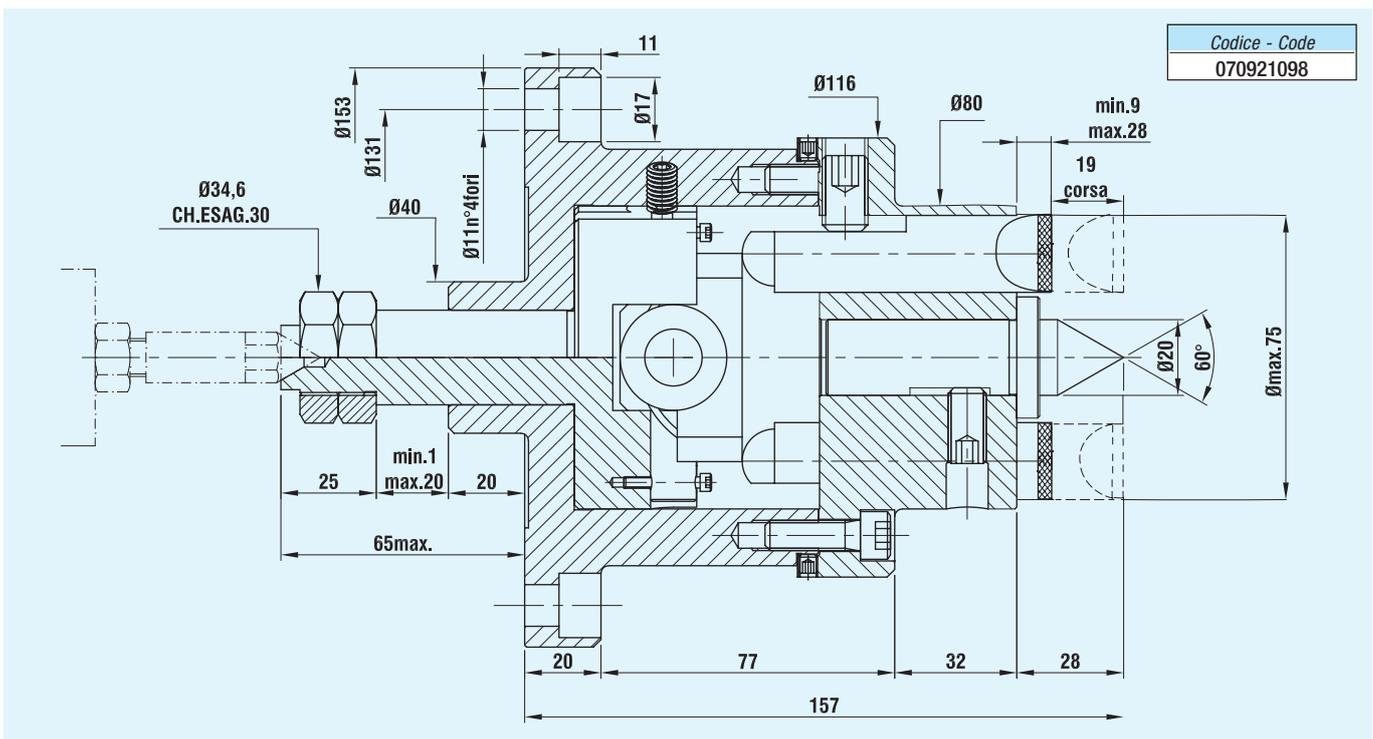 Codice - Code
070921098
11
Ø153
Ø131
Ø11n°4fori
Ø17
Ø116
Ø80
min.9
max.28
19
corsa
Ø34,6
CH.ESAG.30
Ø40
Ø20
60°
Ømax.75
25
min.1
max.20
20
65max.
20
77
32
28
157